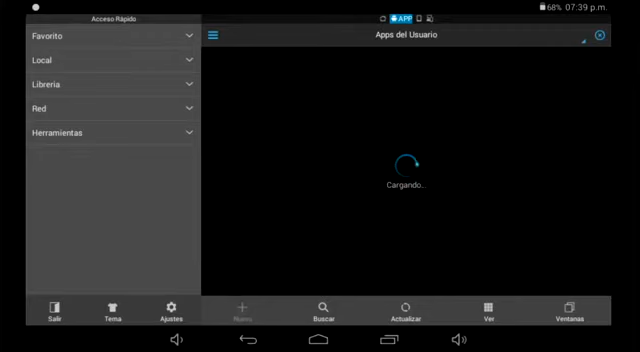 68% 07:39 p.m.
Acceso Rápido
APP
Favorito
Apps del Usuario
Local
Libreria
Red
Herramientas
Cargando..
Salir
Tema
Ajustes
Nuevo
Buscar
Actualizar
Ver
Ventanas